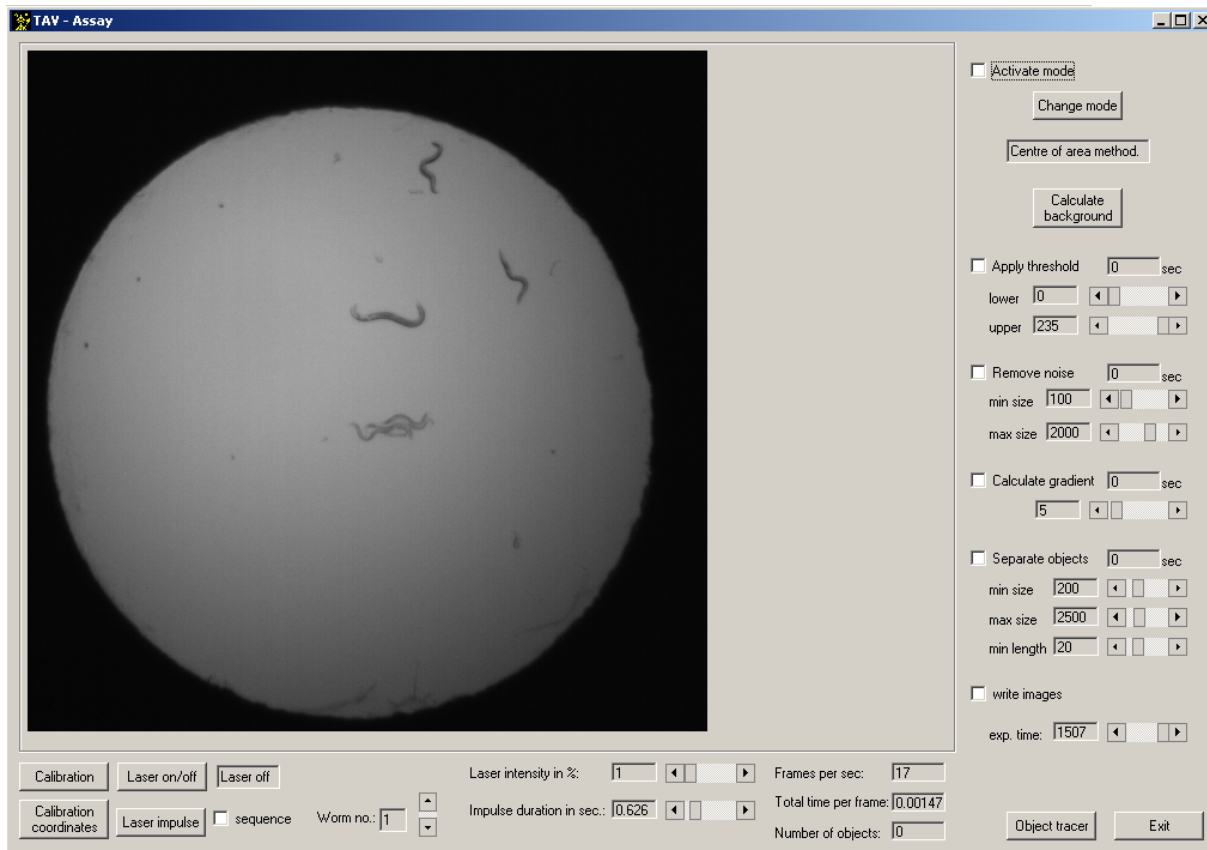 TAV - Assay
Activate mode
Change mode
Centre of area method.
Calculate
background
Apply threshold 0 sec
lower 0
upper 235
Remove noise 0 sec
min size 100
max size 2000
Calculate gradient 0 sec
5
Separate objects 0 sec
min size 200
max size 2500
min length 20
write images
exp. time: 1507
Calibration Laser on/off Laser off Laser intensity in %: 1 Frames per sec: 17
Calibration
coordinates Laser impulse sequence Worm no.: 1 Impulse duration in sec.: 0.626 Total time per frame: 0.00147
Number of objects: 0
Object tracer Exit